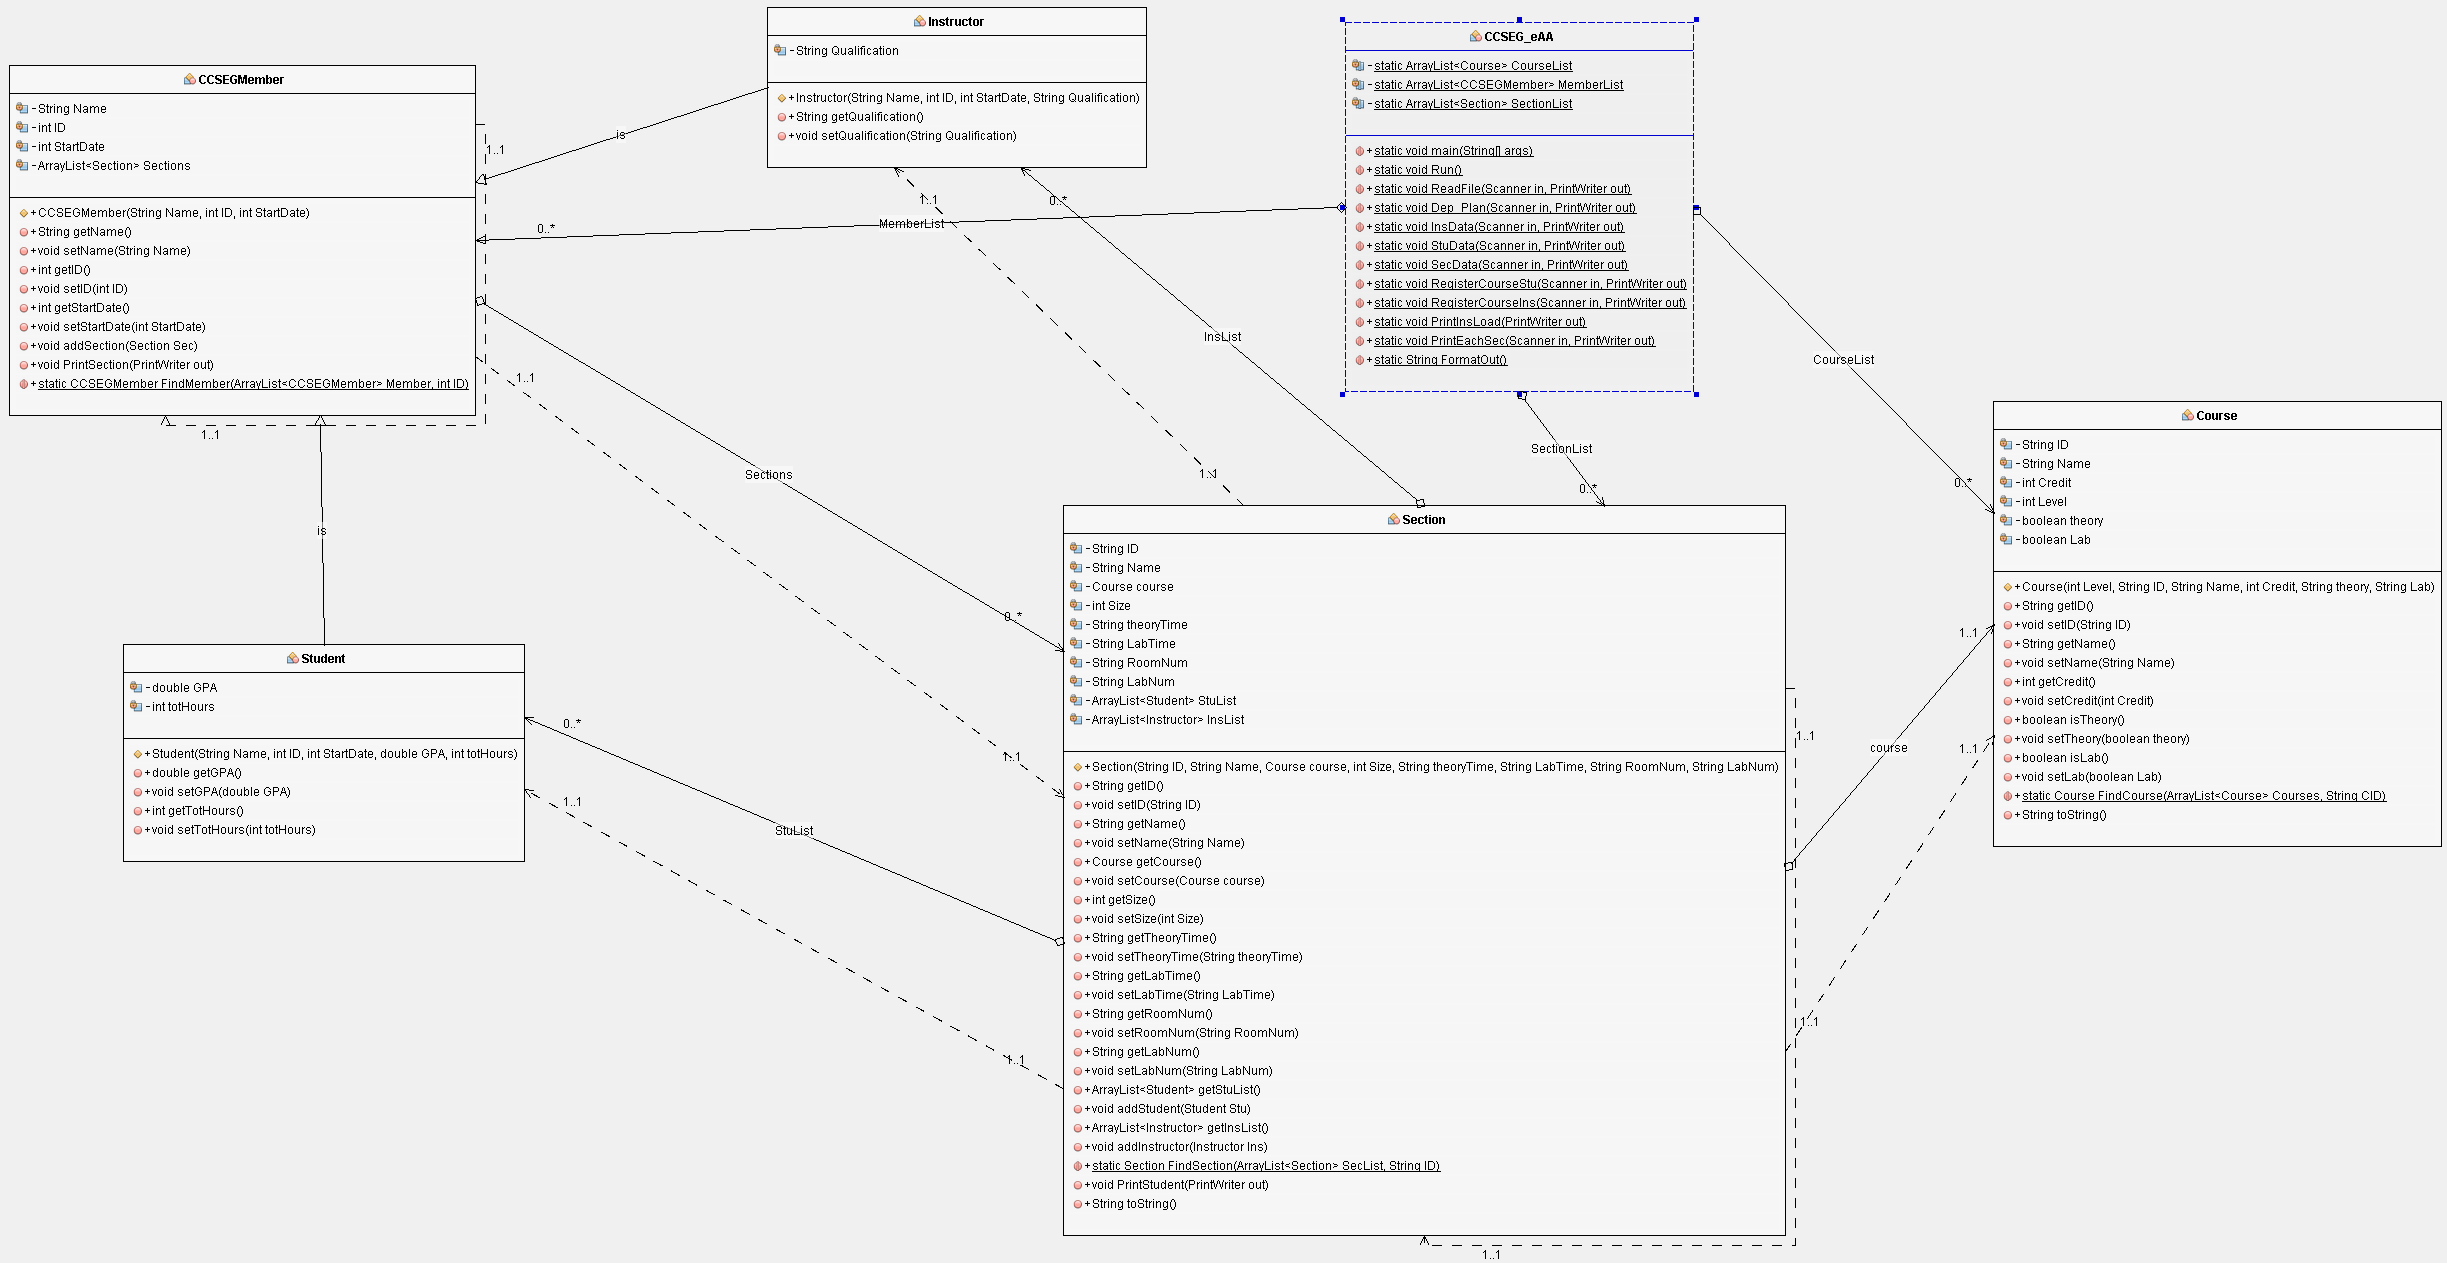 CCSEGMember
-String Name
-int ID
-int StartDate
-ArrayList<Section> Sections
+CCSEGMember(String Name, int ID, int StartDate)
+String getName()
+void setName(String Name)
+int getID()
+void setID(int ID)
+int getStartDate()
+void setStartDate(int StartDate)
+void addSection(Section Sec)
+void PrintSection(PrintWriter out)
+static CCSEGMember FindMember(ArrayList<CCSEGMember> Member, int ID)
1..1
1..1
is
Instructor
-String Qualification
+Instructor(String Name, int ID, int StartDate, String Qualification)
+String getQualification()
+void setQualification(String Qualification)
1..1
0..*
MemberList
0..*
CCSEG_eAA
-static ArrayList<Course> CourseList
-static ArrayList<CCSEGMember> MemberList
-static ArrayList<Section> SectionList
+static void main(String[] args)
+static void Run()
+static void ReadFile(Scanner in, PrintWriter out)
+static void Dep_Plan(Scanner in, PrintWriter out)
+static void InsData(Scanner in, PrintWriter out)
+static void StuData(Scanner in, PrintWriter out)
+static void SecData(Scanner in, PrintWriter out)
+static void RegisterCourseStu(Scanner in, PrintWriter out)
+static void RegisterCourseIns(Scanner in, PrintWriter out)
+static void PrintInsLoad(PrintWriter out)
+static void PrintEachSec(Scanner in, PrintWriter out)
+static String FormatOut()
InsList
CourseList
1..1
SectionList
1..1
0..*
0..*
Sections
0..*
is
Student
-double GPA
-int totHours
+Student(String Name, int ID, int StartDate, double GPA, int totHours)
+double getGPA()
+void setGPA(double GPA)
+int getTotHours()
+void setTotHours(int totHours)
0..*
1..1
StuList
1..1
1..1
Section
-String ID
-String Name
-Course course
-int Size
-String theoryTime
-String LabTime
-String RoomNum
-String LabNum
-ArrayList<Student> StuList
-ArrayList<Instructor> InsList
+Section(String ID, String Name, Course course, int Size, String theoryTime, String LabTime, String RoomNum, String LabNum)
+String getID()
+void setID(String ID)
+String getName()
+void setName(String Name)
+Course getCourse()
+void setCourse(Course course)
+int getSize()
+void setSize(int Size)
+String getTheoryTime()
+void setTheoryTime(String theoryTime)
+String getLabTime()
+void setLabTime(String LabTime)
+String getRoomNum()
+void setRoomNum(String RoomNum)
+String getLabNum()
+void setLabNum(String LabNum)
+ArrayList<Student> getStuList()
+void addStudent(Student Stu)
+ArrayList<Instructor> getInsList()
+void addInstructor(Instructor Ins)
+static Section FindSection(ArrayList<Section> SecList, String ID)
+void PrintStudent(PrintWriter out)
+String toString()
1..1
1..1
course
1..1
1..1
1..1
Course
-String ID
-String Name
-int Credit
-int Level
-boolean theory
-boolean Lab
+Course(int Level, String ID, String Name, int Credit, String theory, String Lab)
+String getID()
+void setID(String ID)
+String getName()
+void setName(String Name)
+int getCredit()
+void setCredit(int Credit)
+boolean isTheory()
+void setTheory(boolean theory)
+boolean isLab()
+void setLab(boolean Lab)
+static Course FindCourse(ArrayList<Course> Courses, String CID)
+String toString()